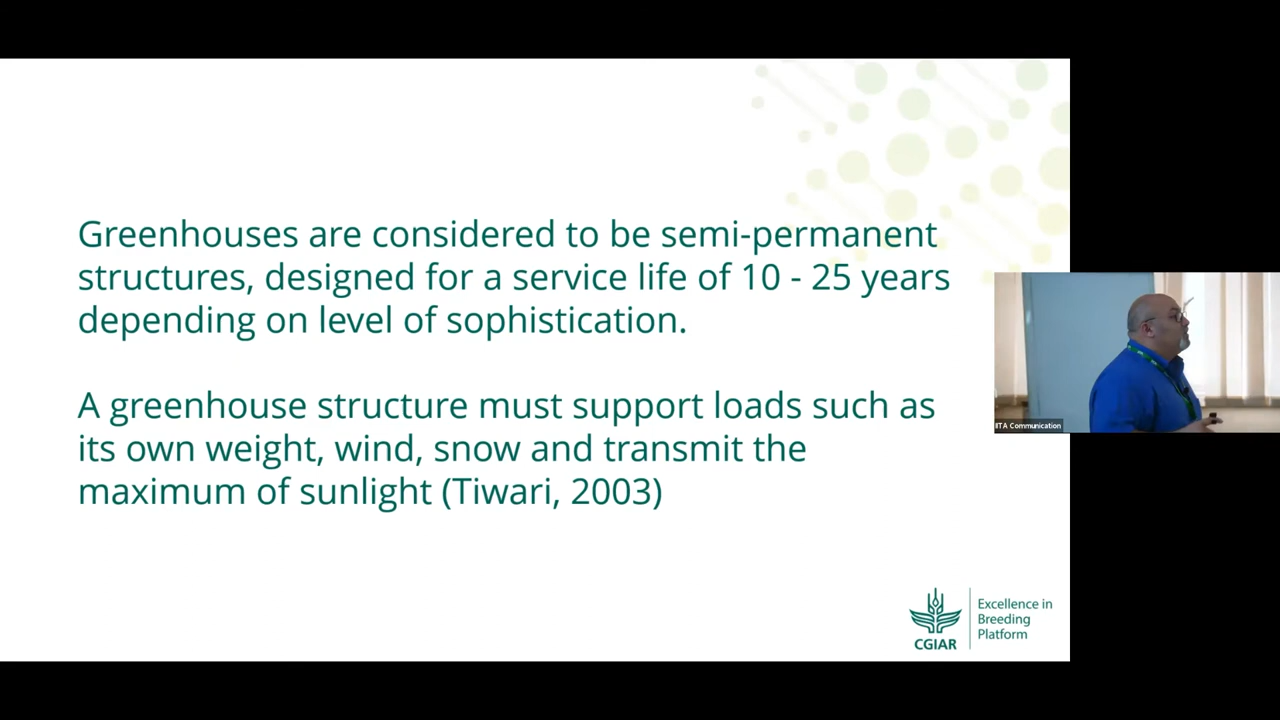 Greenhouses are considered to be semi-permanent
structures, designed for a service life of 10 - 25 years
depending on level of sophistication.
A greenhouse structure must support loads such as
its own weight, wind, snow and transmit the
maximum of sunlight (Tiwari, 2003)
IITA Communication
CGIAR
Excellence in
Breeding
Platform